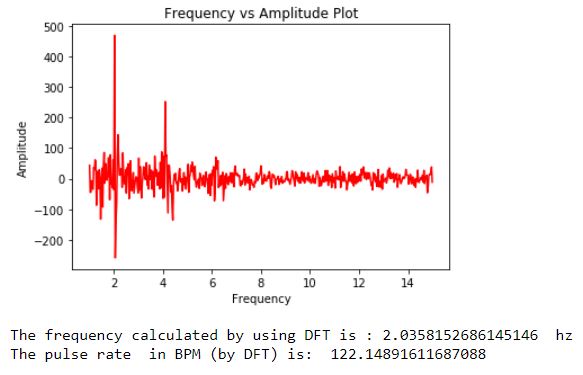 Frequency vs Amplitude Plot
500
400
300
200
100
0
−100
−200
Amplitude
2 4 6 8 10 12 14
Frequency
The frequency calculated by using DFT is : 2.0358152686145146 hz
The pulse rate in BPM (by DFT) is: 122.14891611687088